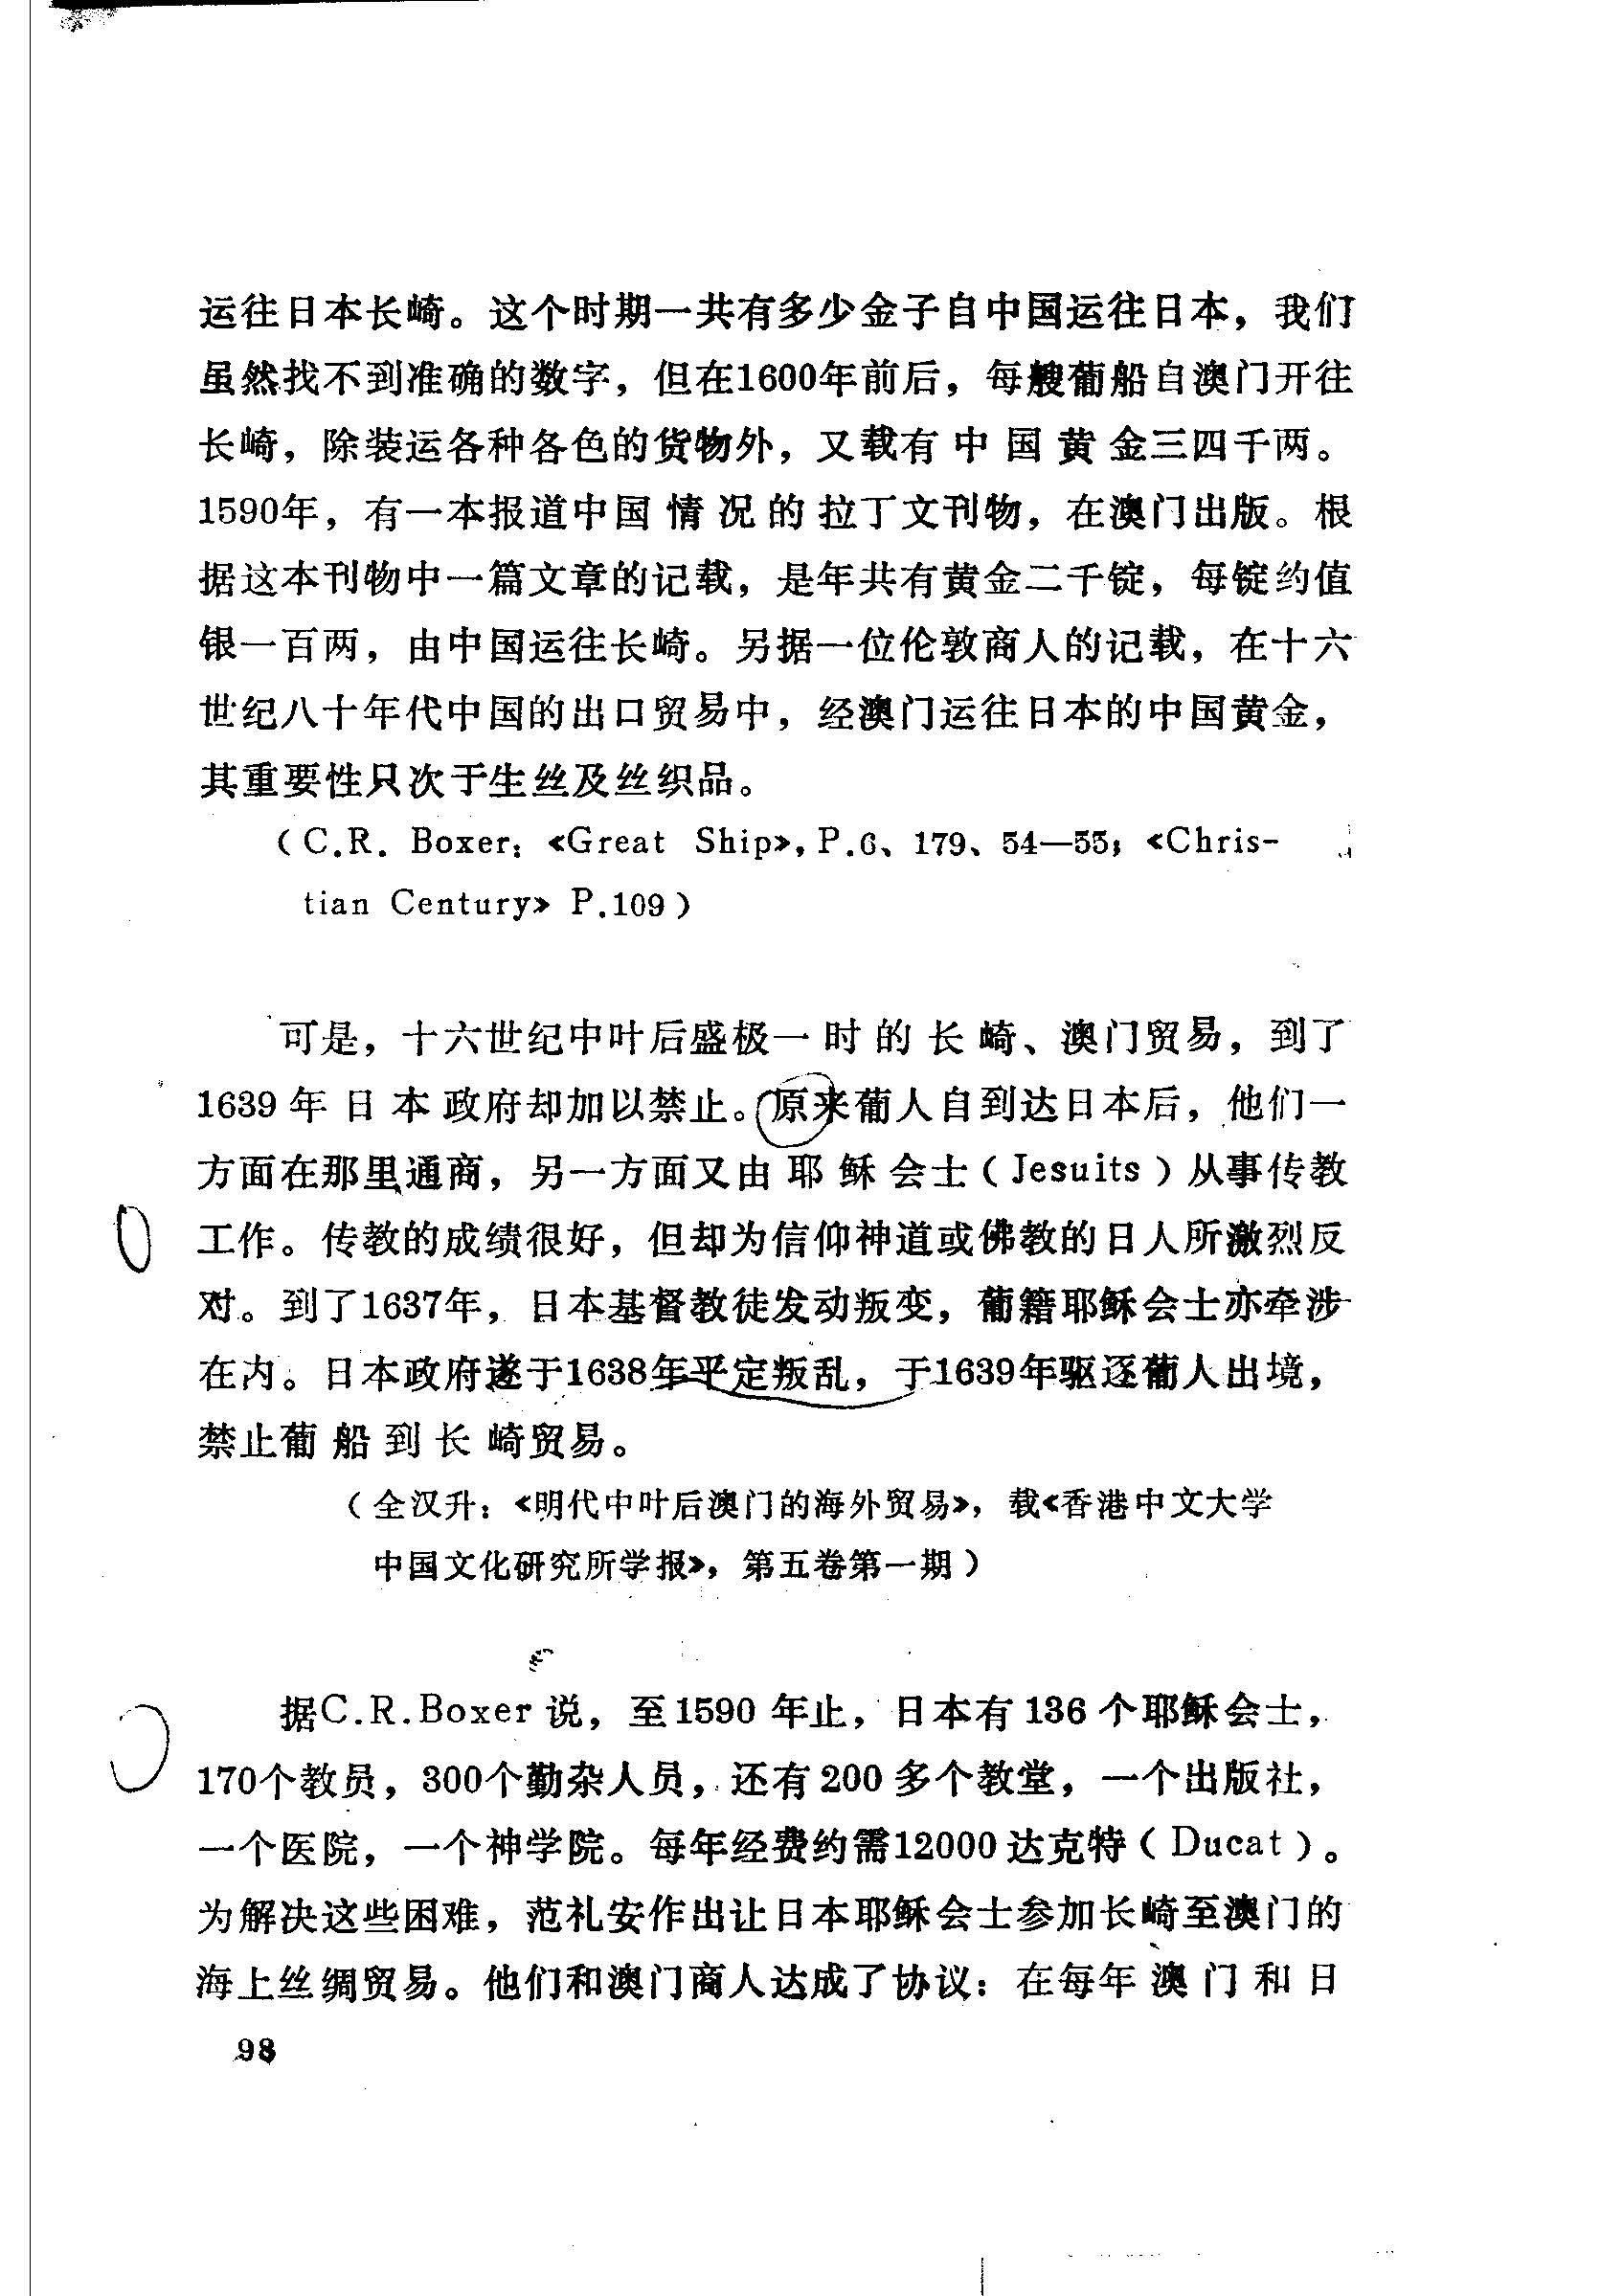 运往日本长崎。这个时期一共有多少金子自中国运往日本，我们
虽然找不到准确的数字，但在1600年前后，每艘葡船自澳门开往
长崎，除装运各种各色的货物外，又载有中国黄金三四千两。
1590年，有一本报道中国情况的拉丁文刊物，在澳门出版。根
据这本刊物中一篇文章的记载，是年共有黄金二千锭，每锭约值
银一百两，由中国运往长崎。另据一位伦敦商人的记载，在十六
世纪八十年代中国的出口贸易中，经澳门运往日本的中国黄金，
其重要性只次于生丝及丝织品。
（C.R. Boxer：《Great Ship》，P.6、179、54—55；《Chris-
tian Century》 P.109）
可是，十六世纪中叶后盛极一时的长崎、澳门贸易，到了
1639年日本政府却加以禁止。原来葡人自到达日本后，他们一
方面在那里通商，另一方面又由耶稣会士（Jesuits）从事传教
工作。传教的成绩很好，但却为信仰神道或佛教的日人所激烈反
对。到了1637年，日本基督教徒发动叛变，葡籍耶稣会士亦牵涉
在内。日本政府遂于1638年平定叛乱，于1639年驱逐葡人出境，
禁止葡船到长崎贸易。
（全汉升：《明代中叶后澳门的海外贸易》，载《香港中文大学
中国文化研究所学报》，第五卷第一期）
据C.R.Boxer说，至1590年止，日本有136个耶稣会士，
170个教员，300个勤杂人员，还有200多个教堂，一个出版社，
一个医院，一个神学院。每年经费约需12000达克特（Ducat）。
为解决这些困难，范礼安作出让日本耶稣会士参加长崎至澳门的
海上丝绸贸易。他们和澳门商人达成了协议：在每年澳门和日
98